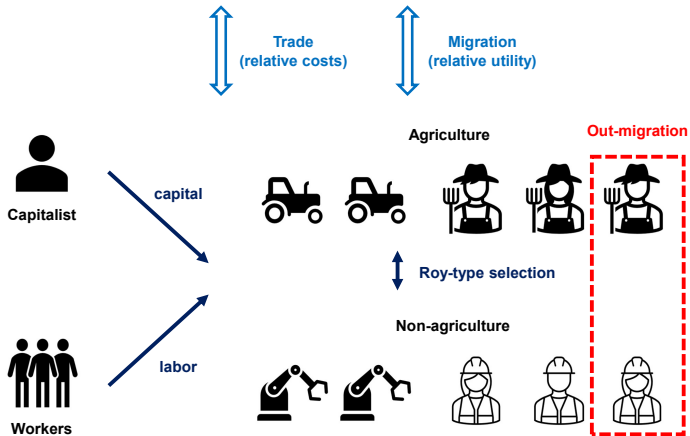 Trade
(relative costs)
Migration
(relative utility)
Agriculture
Out-migration
capital
Capitalist
Roy-type selection
Non-agriculture
labor
Workers